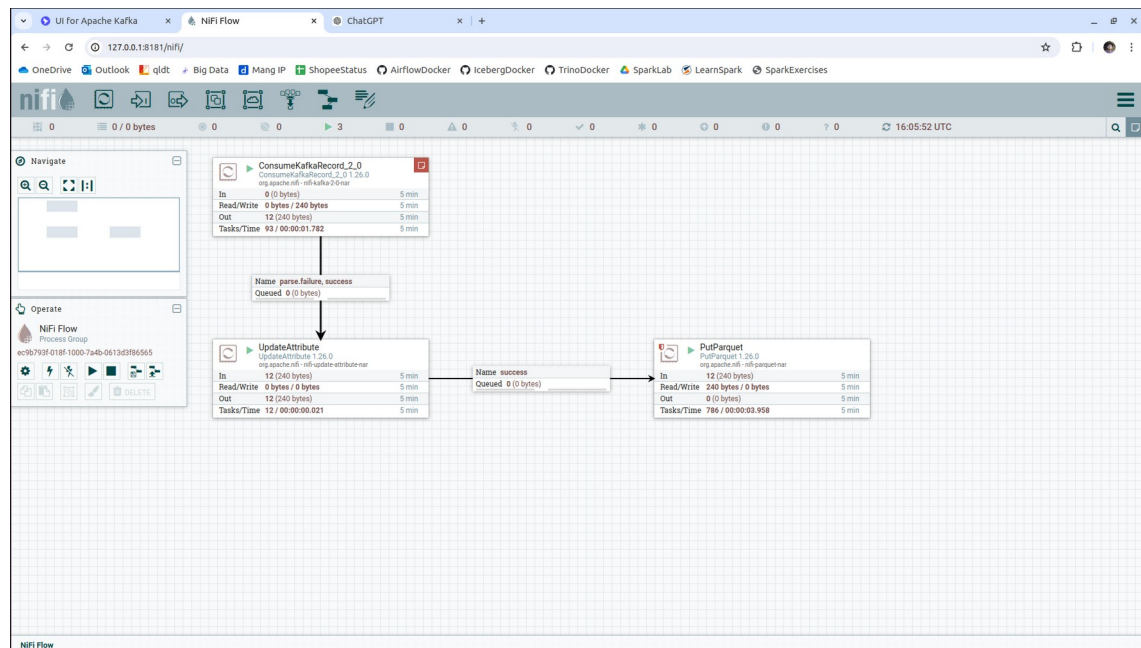 UI for Apache Kafka
NiFi Flow
ChatGPT
127.0.0.1:8181/nifi/
OneDrive Outlook qldt Big Data Mang IP ShopeeStatus AirflowDocker IcebergDocker TrinoDocker SparkLab LearnSpark SparkExercises
nifi
0 0 / 0 bytes 0 0 3 0 0 0 0 0 0 0 0 16:05:52 UTC
Navigate
Operate
NiFi Flow
Process Group
ec9b793f-018f-1000-7a4b-0613d3f86565
DELETE
ConsumeKafkaRecord_2_0
ConsumeKafkaRecord_2_0 1.26.0
org.apache.nifi - nifi-kafka-2-0-nar
In 0 (0 bytes) 5 min
Read/Write 0 bytes / 240 bytes 5 min
Out 12 (240 bytes) 5 min
Tasks/Time 93 / 00:00:01.782 5 min
Name parse.failure, success
Queued 0 (0 bytes)
UpdateAttribute
UpdateAttribute 1.26.0
org.apache.nifi - nifi-update-attribute-nar
In 12 (240 bytes) 5 min
Read/Write 0 bytes / 0 bytes 5 min
Out 12 (240 bytes) 5 min
Tasks/Time 12 / 00:00:00.021 5 min
Name success
Queued 0 (0 bytes)
PutParquet
PutParquet 1.26.0
org.apache.nifi - nifi-parquet-nar
In 12 (240 bytes) 5 min
Read/Write 240 bytes / 0 bytes 5 min
Out 0 (0 bytes) 5 min
Tasks/Time 786 / 00:00:03.958 5 min
NiFi Flow